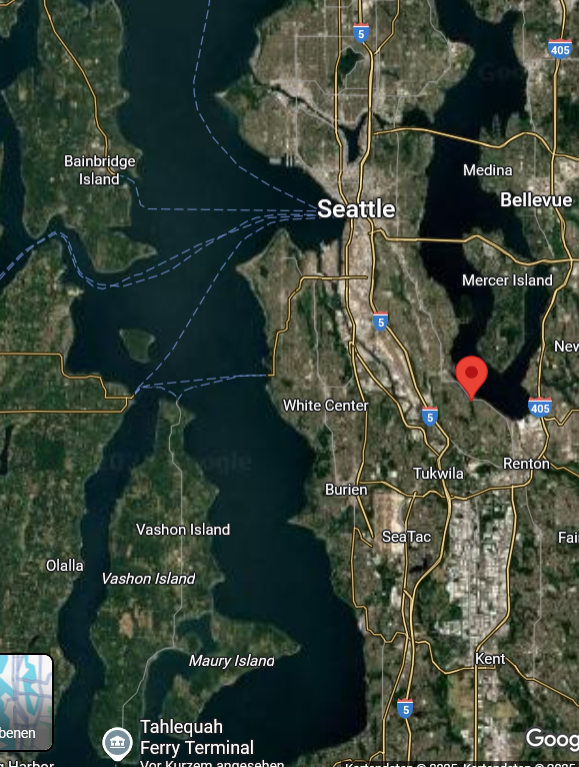 5
405
Bainbridge
Island
Medina
Seattle
Bellevue
Mercer Island
5
New
White Center
5
405
Renton
Tukwila
Burien
Vashon Island
SeaTac
Fai
Olalla
Vashon Island
Maury Island
Kent
benen
5
Tahlequah
Ferry Terminal
Goog
Vor Kurzem angesehen
g Harbor
Kartendaten © 2025 Kartendaten © 2025